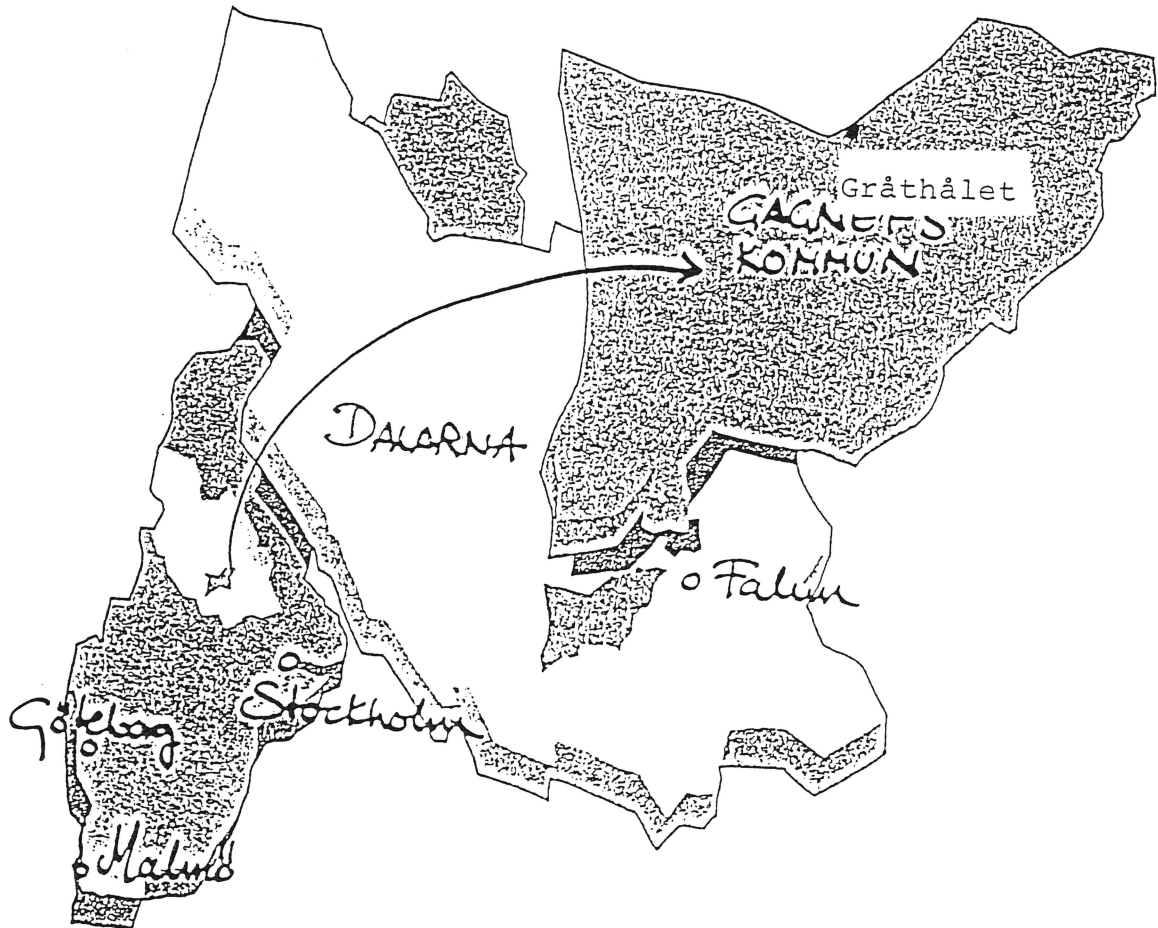 Gråthålet
GAGNEFS
KOMMUN
DALARNA
Falun
Stockholm
Göteborg
Malmö